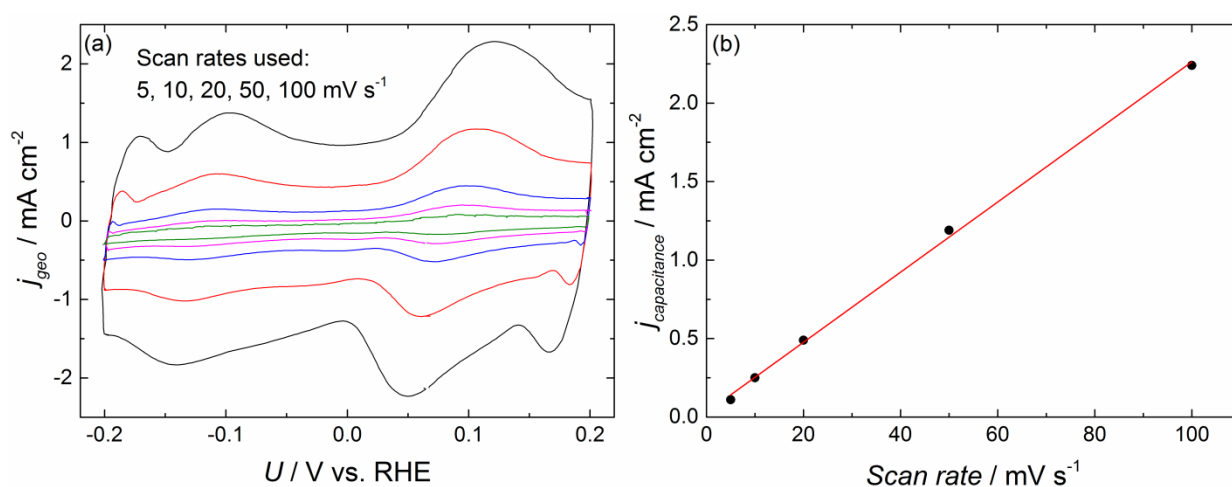 (a)
Scan rates used:
5, 10, 20, 50, 100 mV s⁻¹
2
1
0
-1
-2
j_geo / mA cm⁻²
-0.2 -0.1 0.0 0.1 0.2
U / V vs. RHE
(b)
2.5
2.0
1.5
1.0
0.5
0.0
j_capacitance / mA cm⁻²
0 20 40 60 80 100
Scan rate / mV s⁻¹